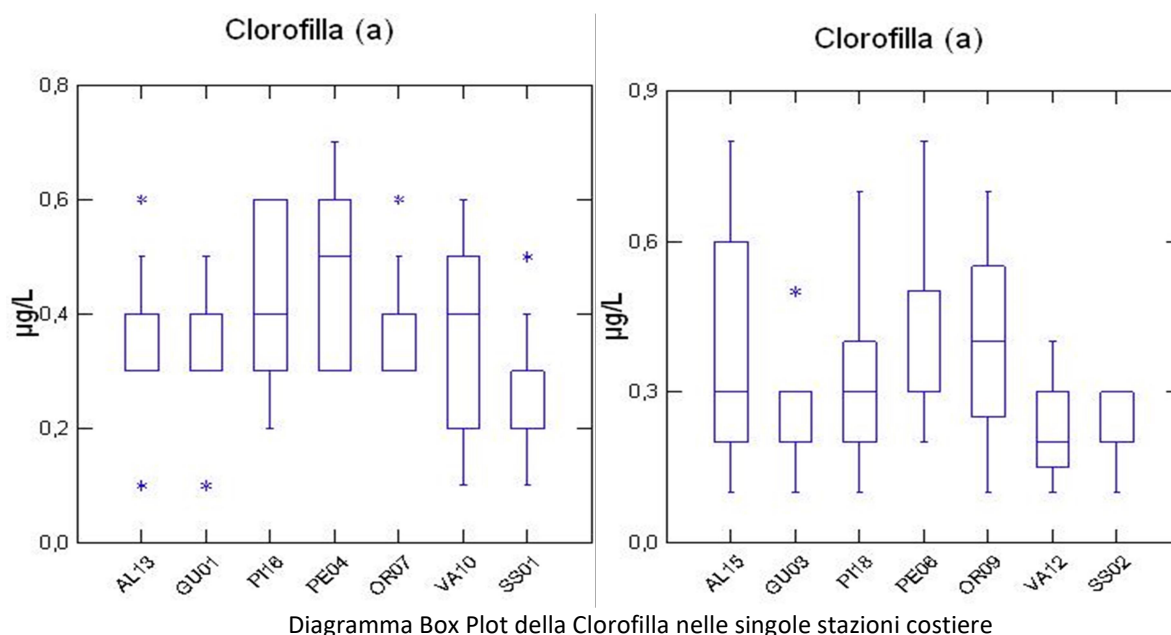 Clorofilla (a)
0,8
0,6
0,4
0,2
0,0
µg/L
AL13 GU01 PI16 PE04 OR07 VA10 SS01
Clorofilla (a)
0,9
0,6
0,3
0,0
µg/L
AL15 GU03 PI18 PE06 OR09 VA12 SS02
Diagramma Box Plot della Clorofilla nelle singole stazioni costiere